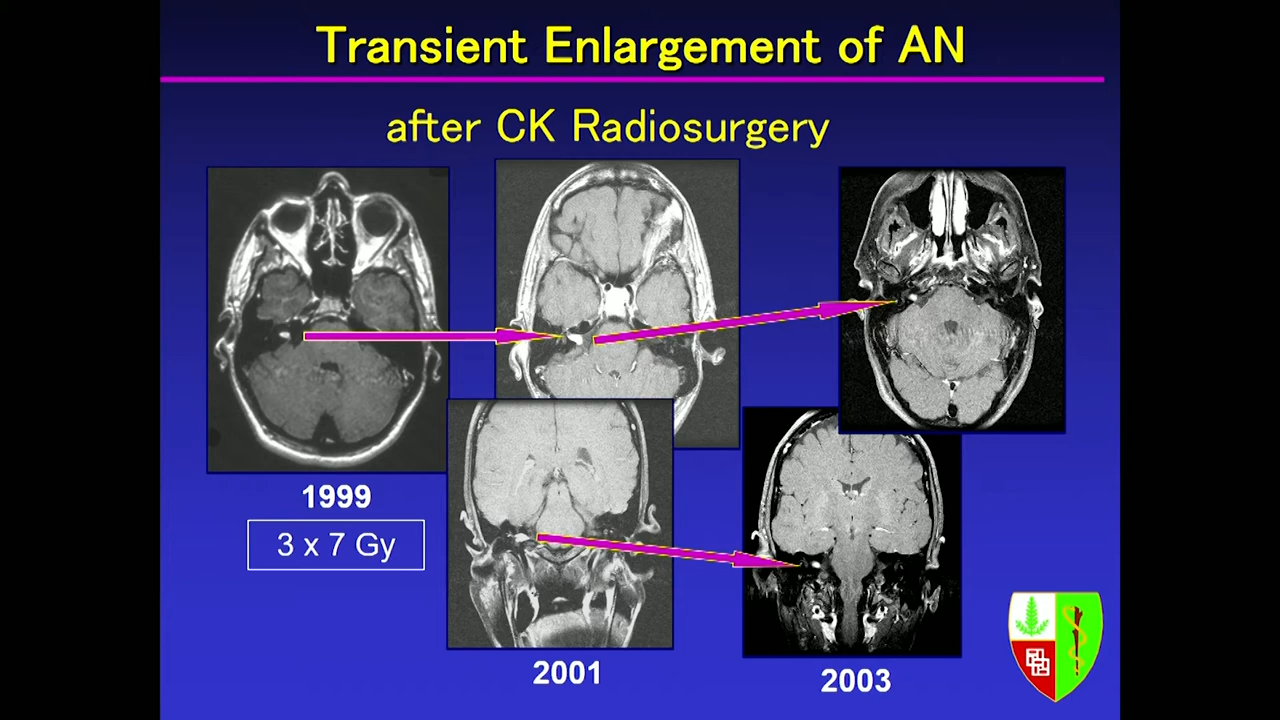 Transient Enlargement of AN
after CK Radiosurgery
1999
3 x 7 Gy
2001
2003